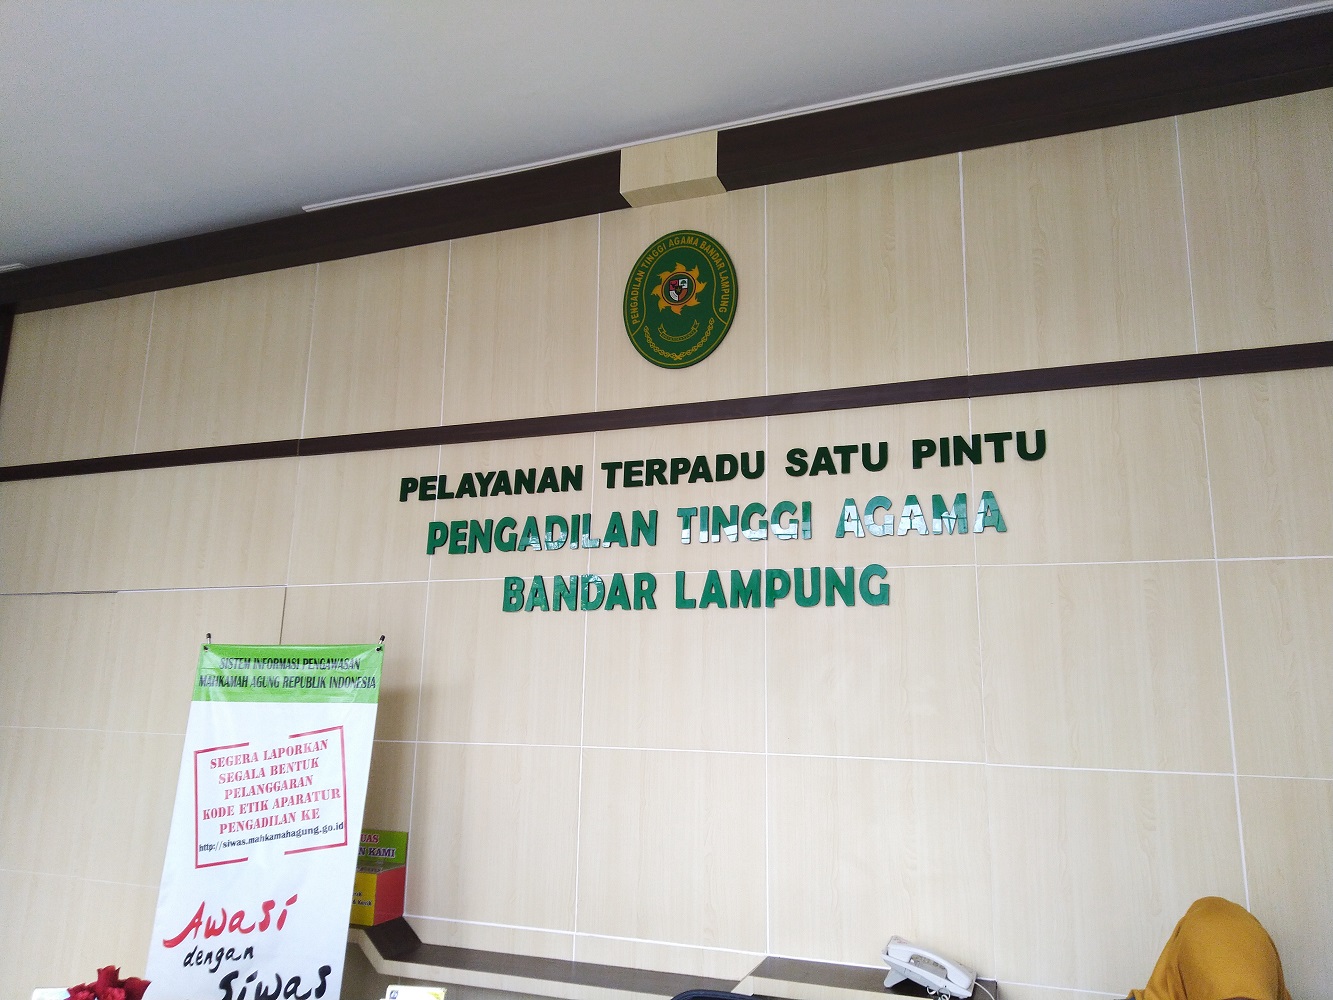 PENGADILAN TINGGI AGAMA BANDAR LAMPUNG
PELAYANAN TERPADU SATU PINTU
PENGADILAN TINGGI AGAMA
BANDAR LAMPUNG
SISTEM INFORMASI PENGAWASAN
MAHKAMAH AGUNG REPUBLIK INDONESIA
SEGERA LAPORKAN
SEGALA BENTUK
PELANGGARAN
KODE ETIK APARATUR
PENGADILAN KE
http://siwas.mahkamahagung.go.id
Awasi
dengan
Siwas
KAMI